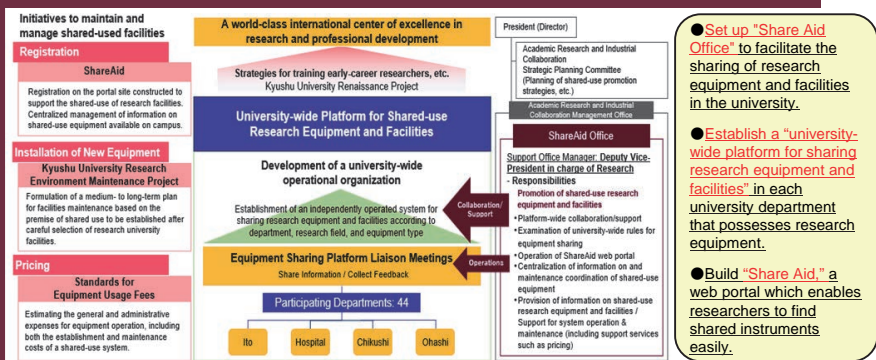 Initiatives to maintain and
manage shared-used facilities
Registration
ShareAid
Registration on the portal site constructed to
support the shared-use of research facilities.
Centralized management of information on
shared-use equipment available on campus.
Installation of New Equipment
Kyushu University Research
Environment Maintenance Project
Formulation of a medium- to long-term plan
for facilities maintenance based on the
premise of shared use to be established after
careful selection of research university
facilities.
Pricing
Standards for
Equipment Usage Fees
Estimating the general and administrative
expenses for equipment operation, including
both the establishment and maintenance
costs of a shared-use system.
A world-class international center of excellence in
research and professional development
Strategies for training early-career researchers, etc.
Kyushu University Renaissance Project
University-wide Platform for Shared-use
Research Equipment and Facilities
Development of a university-wide
operational organization
Establishment of an independently operated system for
sharing research equipment and facilities according to
department, research field, and equipment type
Equipment Sharing Platform Liaison Meetings
Share Information / Collect Feedback
Participating Departments: 44
Ito
Hospital
Chikushi
Ohashi
Collaboration/
Support
Operations
President (Director)
Academic Research and Industrial
Collaboration
Strategic Planning Committee
(Planning of shared-use promotion
strategies, etc.)
Academic Research and Industrial
Collaboration Management Office
ShareAid Office
Support Office Manager: Deputy Vice-
President in charge of Research
- Responsibilities
Promotion of shared-use research
equipment and facilities
•Platform-wide collaboration/support
•Examination of university-wide rules for
equipment sharing
•Operation of ShareAid web portal
•Centralization of information on and
maintenance coordination of shared-use
equipment
•Provision of information on shared-use
research equipment and facilities /
Support for system operation &
maintenance (including support services
such as pricing)
●Set up "Share Aid
Office" to facilitate the
sharing of research
equipment and facilities
in the university.
●Establish a "university-
wide platform for sharing
research equipment and
facilities" in each
university department
that possesses research
equipment.
●Build "Share Aid," a
web portal which enables
researchers to find
shared instruments
easily.